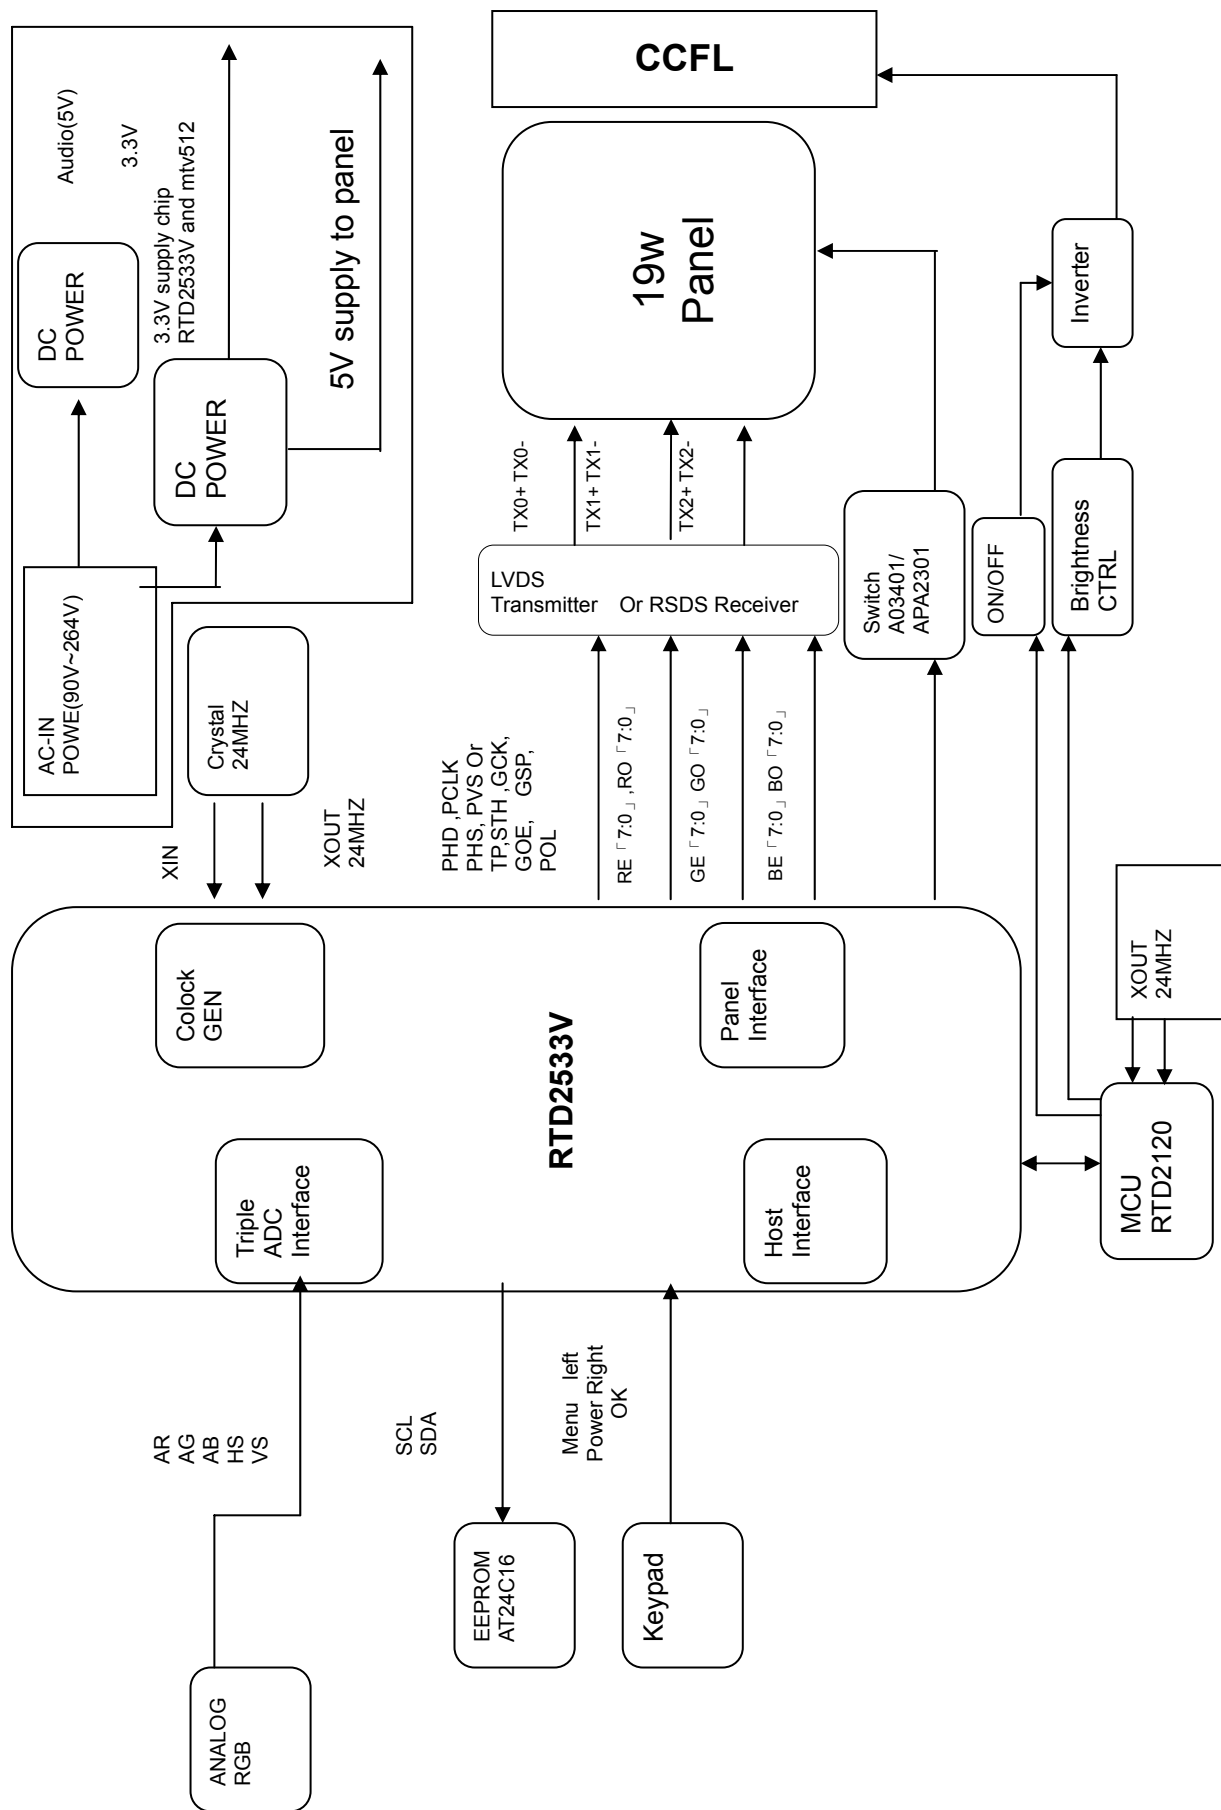 AC-IN
POWE(90V~264V)
DC
POWER
Audio(5V)
3.3V
DC
POWER
3.3V supply chip
RTD2533V and mtv512
5V supply to panel
Crystal
24MHZ
XIN
XOUT
24MHZ
ANALOG
RGB
AR
AG
AB
HS
VS
Triple
ADC
Interface
Colock
GEN
RTD2533V
Host
Interface
Panel
Interface
EEPROM
AT24C16
SCL
SDA
Keypad
Menu left
Power Right
OK
PHD ,PCLK
PHS, PVS Or
TP,STH ,GCK,
GOE, GSP,
POL
RE「7:0」,RO「7:0」
GE「7:0」GO「7:0」
BE「7:0」BO「7:0」
LVDS
Transmitter Or RSDS Receiver
TX0+ TX0-
TX1+ TX1-
TX2+ TX2-
19w
Panel
CCFL
Switch
A03401/
APA2301
ON/OFF
Brightness
CTRL
Inverter
MCU
RTD2120
XOUT
24MHZ